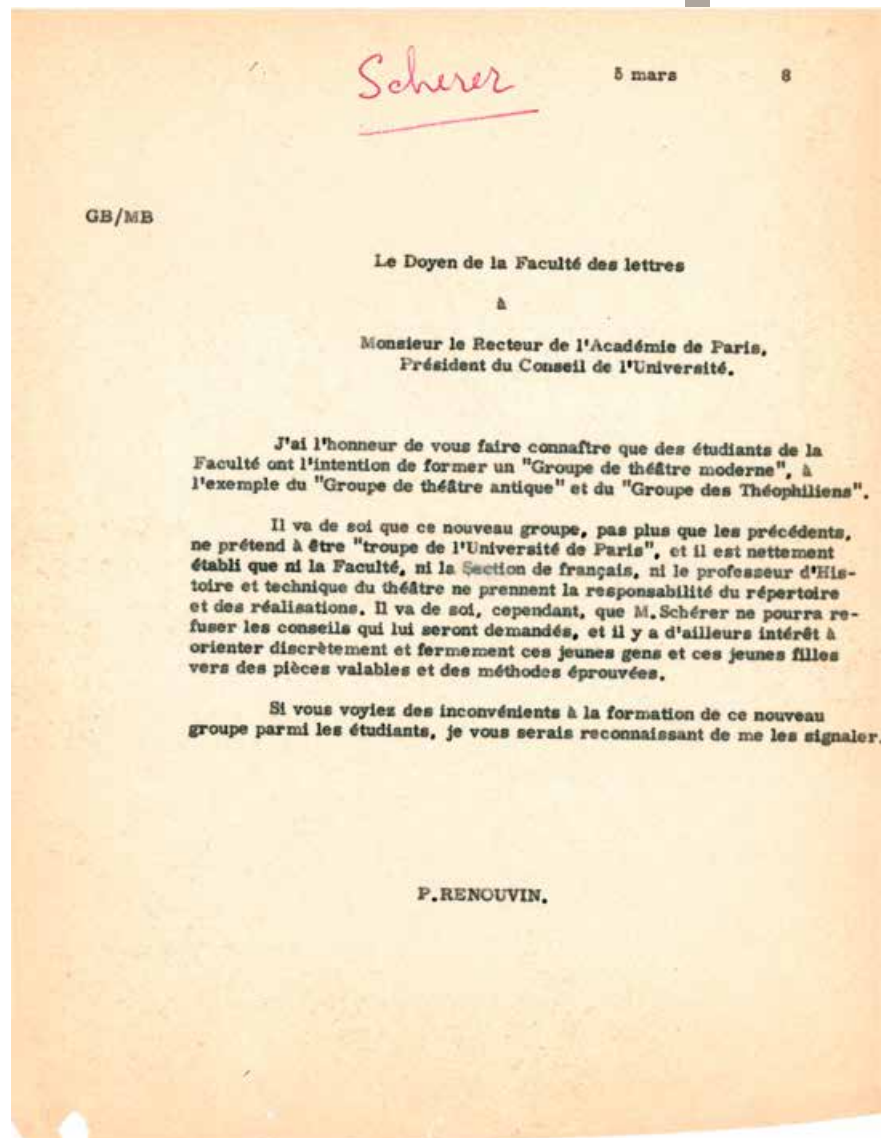 Scherer
5 mars 8
GB/MB
Le Doyen de la Faculté des lettres
à
Monsieur le Recteur de l'Académie de Paris,
Président du Conseil de l'Université.
J'ai l'honneur de vous faire connaître que des étudiants de la
Faculté ont l'intention de former un "Groupe de théâtre moderne", à
l'exemple du "Groupe de théâtre antique" et du "Groupe des Théophiliens".
Il va de soi que ce nouveau groupe, pas plus que les précédents,
ne prétend à être "troupe de l'Université de Paris", et il est nettement
établi que ni la Faculté, ni la Section de français, ni le professeur d'His-
toire et technique du théâtre ne prennent la responsabilité du répertoire
et des réalisations. Il va de soi, cependant, que M.Schérer ne pourra re-
fuser les conseils qui lui seront demandés, et il y a d'ailleurs intérêt à
orienter discrètement et fermement ces jeunes gens et ces jeunes filles
vers des pièces valables et des méthodes éprouvées.
Si vous voyiez des inconvénients à la formation de ce nouveau
groupe parmi les étudiants, je vous serais reconnaissant de me les signaler.
P.RENOUVIN.